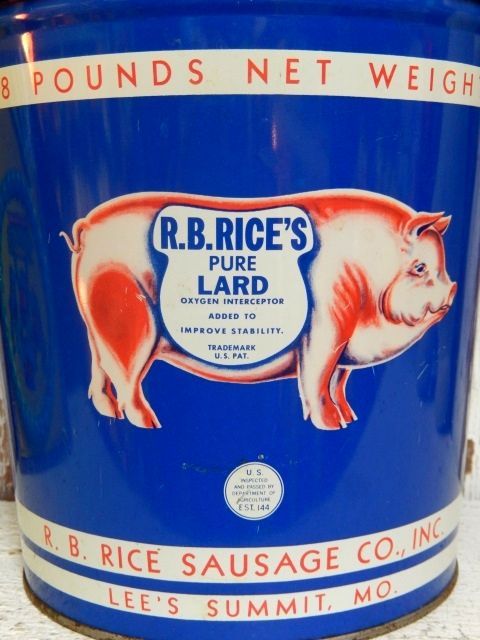 8 POUNDS NET WEIGH
R.B.RICE'S
PURE
LARD
OXYGEN INTERCEPTOR
ADDED TO
IMPROVE STABILITY.
TRADEMARK
U.S. PAT.
U.S.
INSPECTED
AND PASSED BY
DEPARTMENT OF
AGRICULTURE
EST. 144
R. B. RICE SAUSAGE CO., INC.
LEE'S SUMMIT, MO.